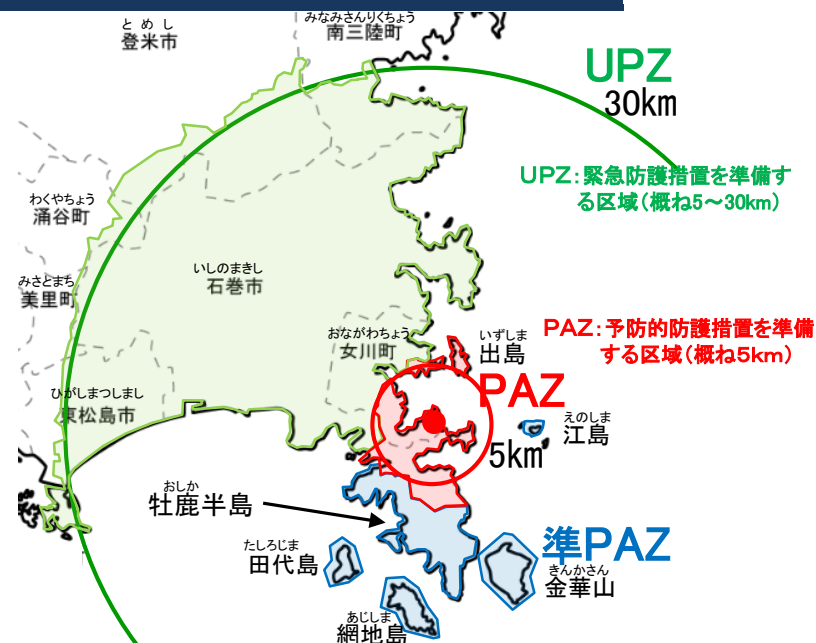 とめし
登米市
みなみさんりくちょう
南三陸町
UPZ
30km
UPZ:緊急防護措置を準備す
る区域(概ね5～30km)
わくやちょう
涌谷町
いしのまきし
石巻市
みさとまち
美里町
おながわちょう
女川町
いずしま
出島
PAZ:予防的防護措置を準備
する区域(概ね5km)
PAZ
ひがしまつしまし
東松島市
えのしま
江島
5km
おしか
牡鹿半島
準PAZ
たしろじま
田代島
きんかさん
金華山
あじしま
網地島